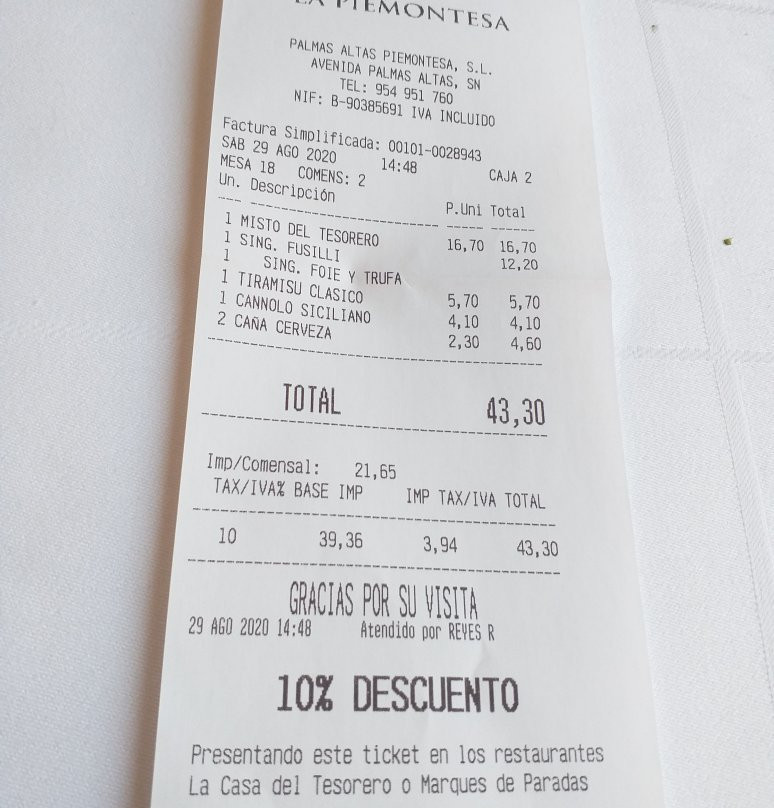 LA PIEMONTESA
PALMAS ALTAS PIEMONTESA, S.L.
AVENIDA PALMAS ALTAS, SN
TEL: 954 951 760
NIF: B-90385691 IVA INCLUIDO
Factura Simplificada: 00101-0028943
SAB 29 AGO 2020 14:48 CAJA 2
MESA 18 COMENS: 2
Un. Descripción P.Uni Total
1 MISTO DEL TESORERO 16,70 16,70
1 SING. FUSILLI 12,20
1 SING. FOIE Y TRUFA
1 TIRAMISU CLASICO 5,70 5,70
1 CANNOLO SICILIANO 4,10 4,10
2 CAÑA CERVEZA 2,30 4,60
TOTAL 43,30
Imp/Comensal: 21,65
TAX/IVA% BASE IMP IMP TAX/IVA TOTAL
10 39,36 3,94 43,30
GRACIAS POR SU VISITA
29 AGO 2020 14:48 Atendido por REYES R
10% DESCUENTO
Presentando este ticket en los restaurantes
La Casa del Tesorero o Marques de Paradas